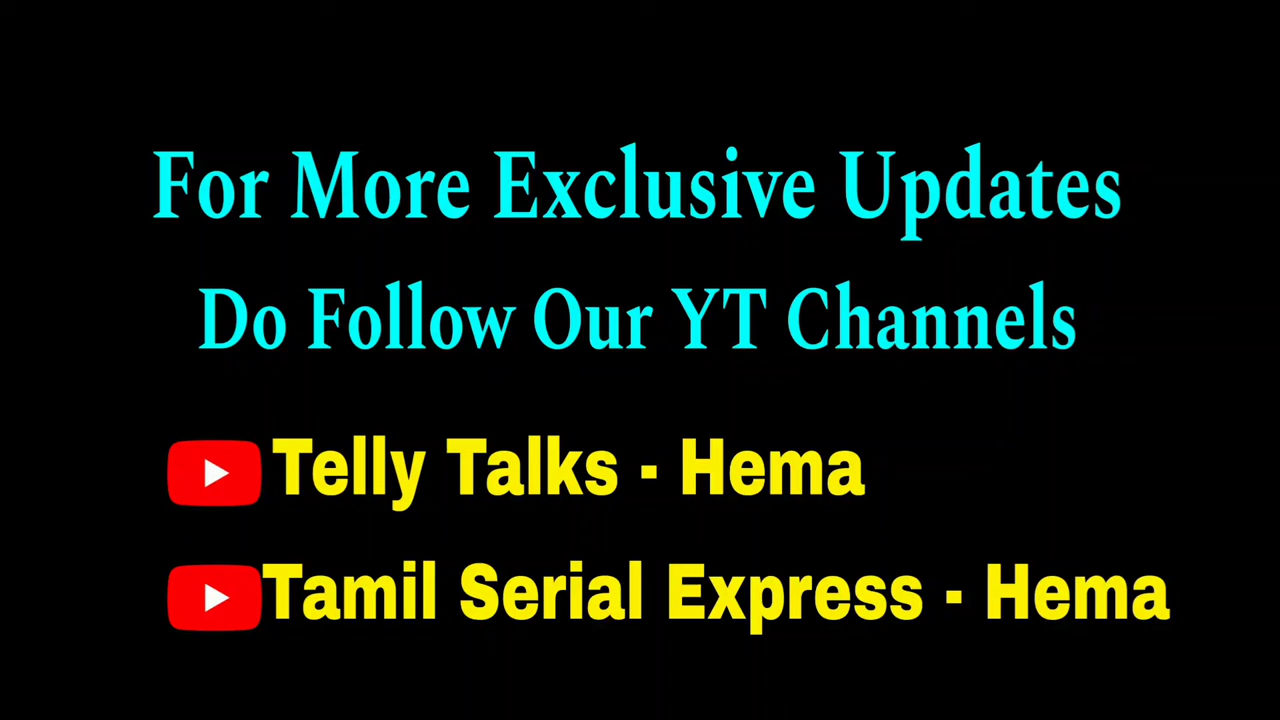 For More Exclusive Updates
Do Follow Our YT Channels
Telly Talks - Hema
Tamil Serial Express - Hema